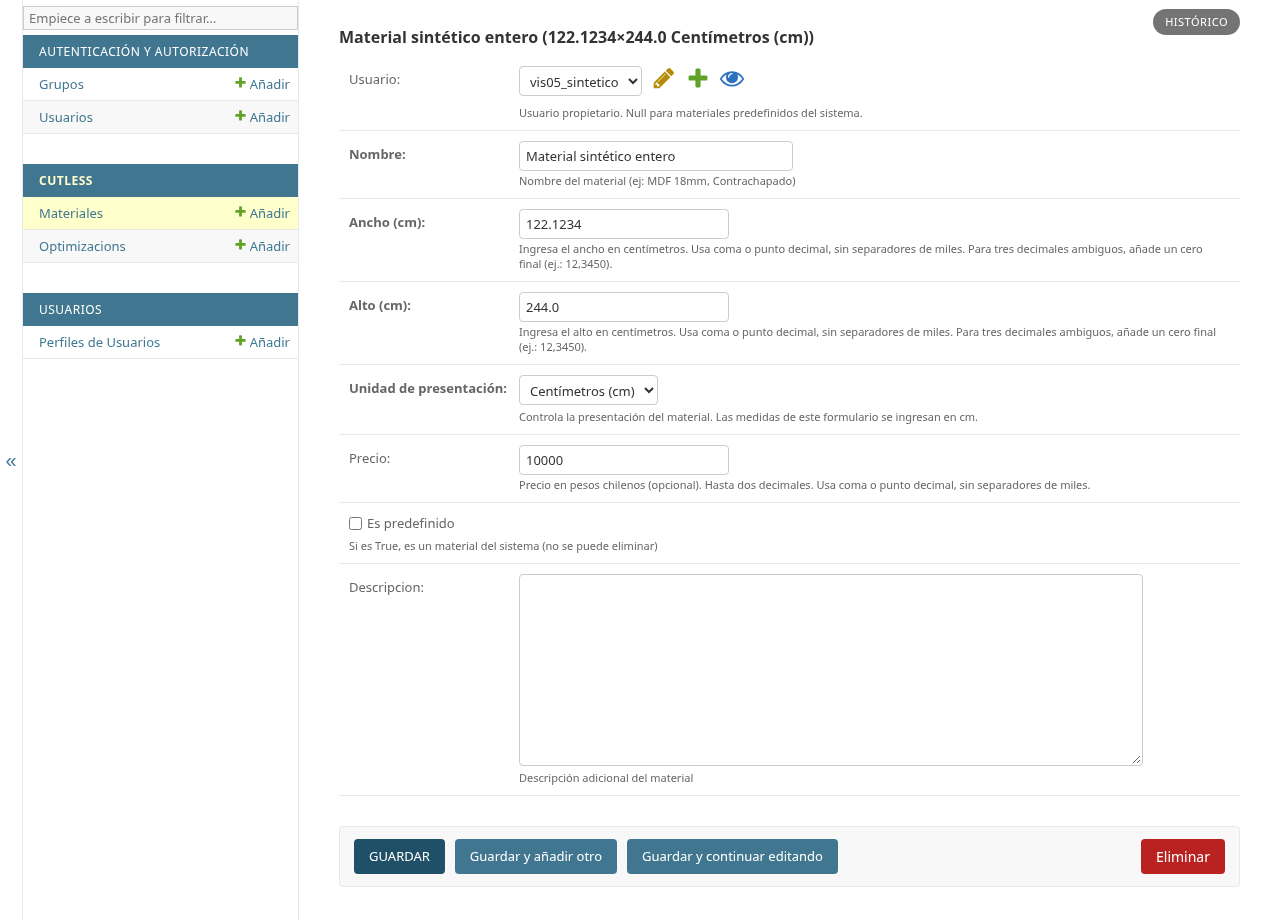 Empiece a escribir para filtrar...
AUTENTICACIÓN Y AUTORIZACIÓN
Grupos
Añadir
Usuarios
Añadir
CUTLESS
Materiales
Añadir
Optimizacions
Añadir
USUARIOS
Perfiles de Usuarios
Añadir
«
HISTÓRICO
Material sintético entero (122.1234×244.0 Centímetros (cm))
Usuario:
vis05_sintetico
Usuario propietario. Null para materiales predefinidos del sistema.
Nombre:
Material sintético entero
Nombre del material (ej: MDF 18mm, Contrachapado)
Ancho (cm):
122.1234
Ingresa el ancho en centímetros. Usa coma o punto decimal, sin separadores de miles. Para tres decimales ambiguos, añade un cero
final (ej.: 12,3450).
Alto (cm):
244.0
Ingresa el alto en centímetros. Usa coma o punto decimal, sin separadores de miles. Para tres decimales ambiguos, añade un cero final
(ej.: 12,3450).
Unidad de presentación:
Centímetros (cm)
Controla la presentación del material. Las medidas de este formulario se ingresan en cm.
Precio:
10000
Precio en pesos chilenos (opcional). Hasta dos decimales. Usa coma o punto decimal, sin separadores de miles.
Es predefinido
Si es True, es un material del sistema (no se puede eliminar)
Descripcion:
Descripción adicional del material
GUARDAR
Guardar y añadir otro
Guardar y continuar editando
Eliminar